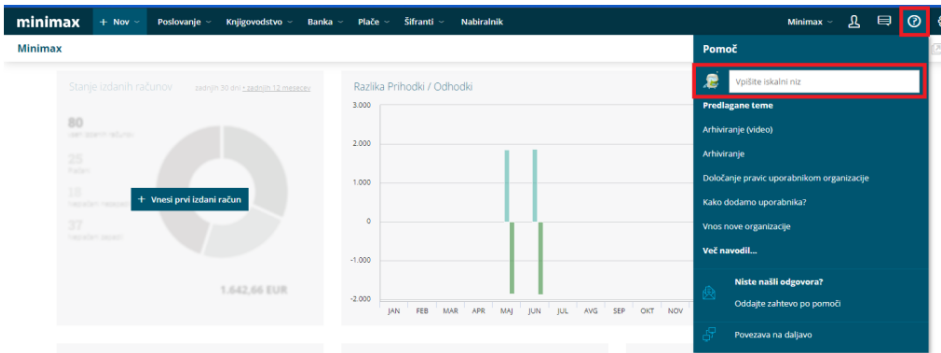 minimax + Nov Poslovanje Knjigovodstvo Banka Plače Šifranti Nabiralnik Minimax
Minimax
Pomoč
Vpišite iskalni niz
Stanje izdanih računov zadnjih 30 dni • zadnjih 12 mesecev
80
25
37
+ Vnesi prvi izdani račun
1.642,66 EUR
Razlika Prihodki / Odhodki
3.000
2.000
1.000
0
-1.000
-2.000
JAN FEB MAR APR MAJ JUN JUL AVG SEP OKT NOV
Predlagane teme
Arhiviranje (video)
Arhiviranje
Določanje pravic uporabnikom organizacije
Kako dodamo uporabnika?
Vnos nove organizacije
Več navodil...
Niste našli odgovora?
Oddajte zahtevo po pomoči
Povezava na daljavo